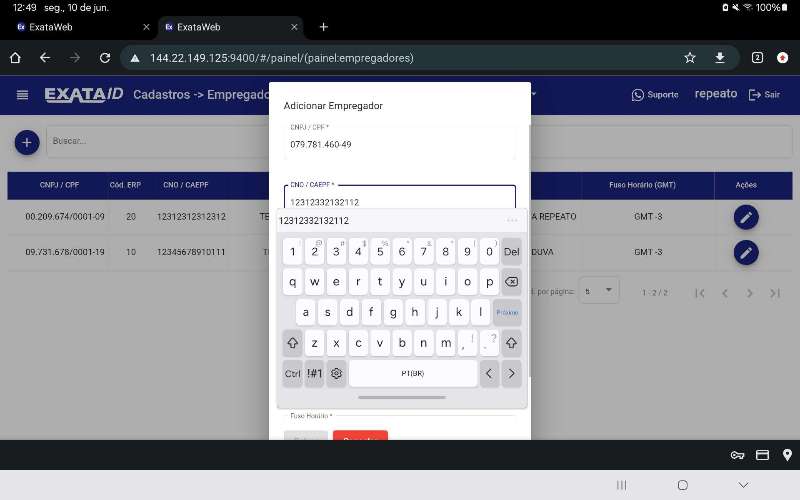 12:49 seg., 10 de jun.
100%
ExataWeb
ExataWeb
144.22.149.125:9400/#/painel/(painel:empregadores)
2
EXATA ID
Cadastros -> Empregado
Suporte
repeato
Sair
Adicionar Empregador
CNPJ / CPF *
079.781.460-49
CNO / CAEPF *
12312332132112
Buscar...
CNPJ / CPF Cód. ERP CNO / CAEPF Fuso Horário (GMT) Ações
00.209.674/0001-09 20 12312312312312 TE A REPEATO GMT -3
09.731.678/0001-19 10 12345678910111 DUVA GMT -3
. por página: 5 1 - 2 / 2
12312332132112 ...
1 2 3 4 5 6 7 8 9 0 Del
q w e r t y u i o p
a s d f g h j k l Próximo
z x c v b n m , ! . ?
Ctrl !#1 PT(BR) < >
Fuso Horário *